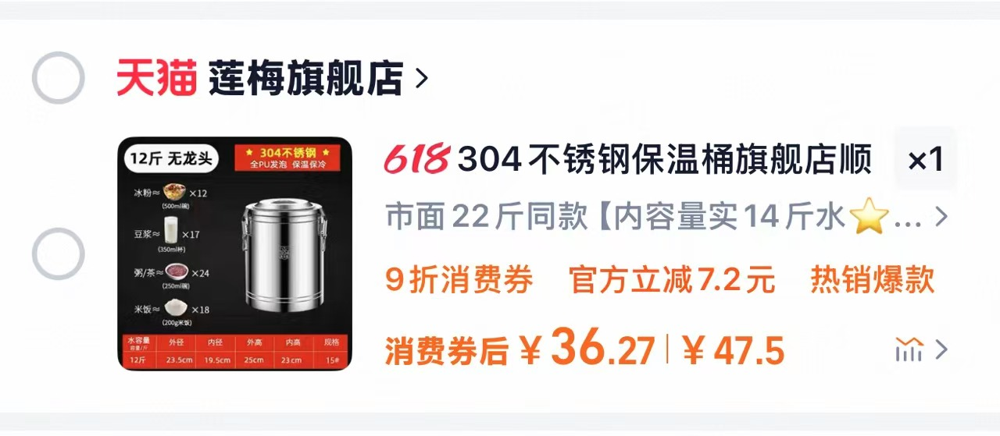 天猫 莲梅旗舰店
12斤 无龙头
304不锈钢
全PU发泡 保温保冷
冰粉≈ ×12
(500ml碗)
豆浆≈ ×17
(350ml杯)
粥/茶≈ ×24
(250ml碗)
米饭≈ ×18
(200g米饭)
水容量 外径 内径 外高 内高 规格
容量/斤
12斤 23.5cm 19.5cm 25cm 23cm 15#
618 304不锈钢保温桶旗舰店顺 ×1
市面22斤同款【内容量实14斤水⭐...
9折消费券 官方立减7.2元 热销爆款
消费券后¥36.27 ¥47.5